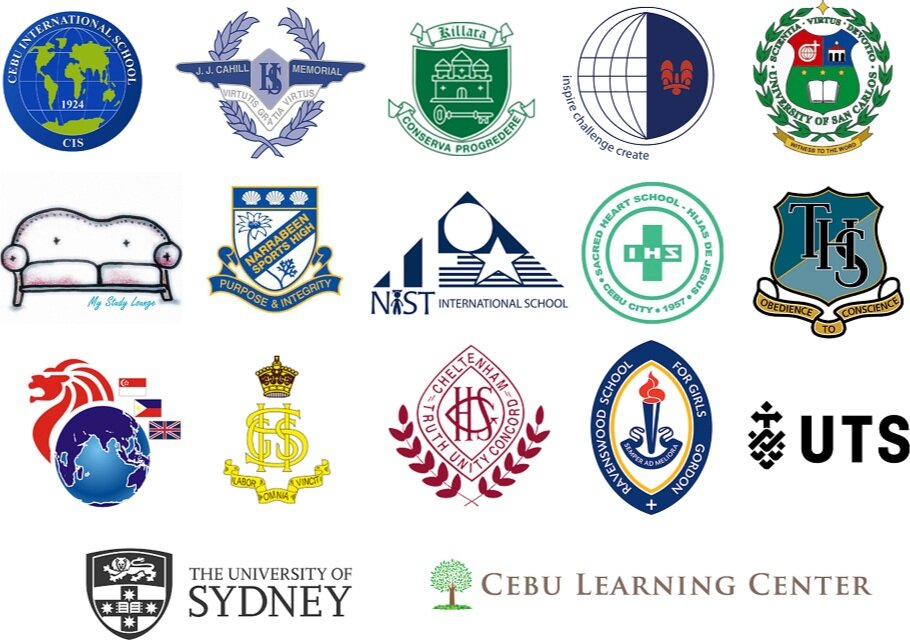 CEBU INTERNATIONAL SCHOOL
1924
CIS
J. J. CAHILL MEMORIAL
HS
VIRTUTIS GRATIA VIRTUS
Killara
CONSERVA PROGREDERE
inspire challenge create
SCIENTIA · VIRTUS · DEVOTIO
UNIVERSITY OF SAN CARLOS
WITNESS TO THE WORD
My Study Lounge
NARRABEEN
SPORTS HIGH
PURPOSE & INTEGRITY
NIST INTERNATIONAL SCHOOL
SACRED HEART SCHOOL - HIJAS DE JESUS
IHS
CEBU CITY • 1957
THS
OBEDIENCE TO CONSCIENCE
SHS
LABOR OMNIA VINCIT
CHELTENHAM
CHS
TRUTH UNITY CONCORD
RAVENSWOOD SCHOOL FOR GIRLS GORDON
SEMPER AD MELIORA
UTS
THE UNIVERSITY OF
SYDNEY
CEBU LEARNING CENTER